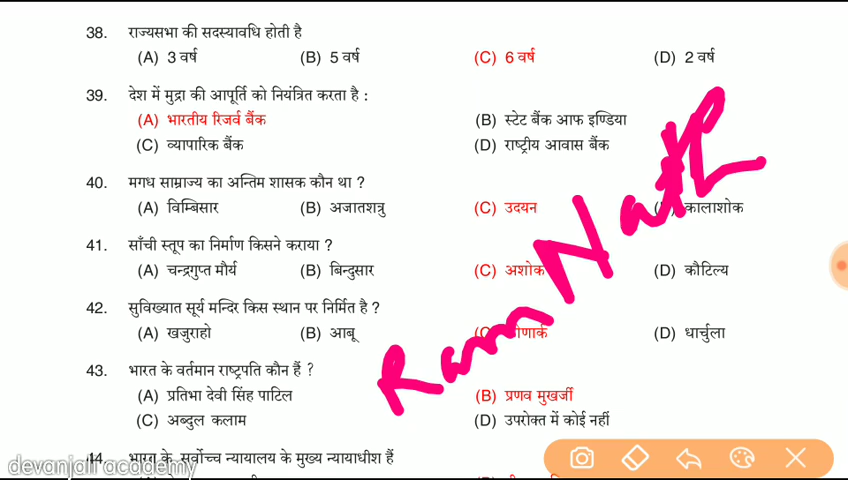 38. राज्यसभा की सदस्यावधि होती है
(A) 3 वर्ष (B) 5 वर्ष (C) 6 वर्ष (D) 2 वर्ष
39. देश में मुद्रा की आपूर्ति को नियंत्रित करता है :
(A) भारतीय रिजर्व बैंक (B) स्टेट बैंक आफ इण्डिया
(C) व्यापारिक बैंक (D) राष्ट्रीय आवास बैंक
40. मगध साम्राज्य का अन्तिम शासक कौन था ?
(A) विम्बिसार (B) अजातशत्रु (C) उदयन कालाशोक
41. साँची स्तूप का निर्माण किसने कराया ?
(A) चन्द्रगुप्त मौर्य (B) बिन्दुसार (C) अशोक (D) कौटिल्य
42. सुविख्यात सूर्य मन्दिर किस स्थान पर निर्मित है ?
(A) खजुराहो (B) आबू (D) धार्चुला
43. भारत के वर्तमान राष्ट्रपति कौन हैं ?
(A) प्रतिभा देवी सिंह पाटिल (B) प्रणव मुखर्जी
(C) अब्दुल कलाम (D) उपरोक्त में कोई नहीं
भारत के सर्वोच्च न्यायालय के मुख्य न्यायाधीश हैं
devanjali academy
Ram Nath